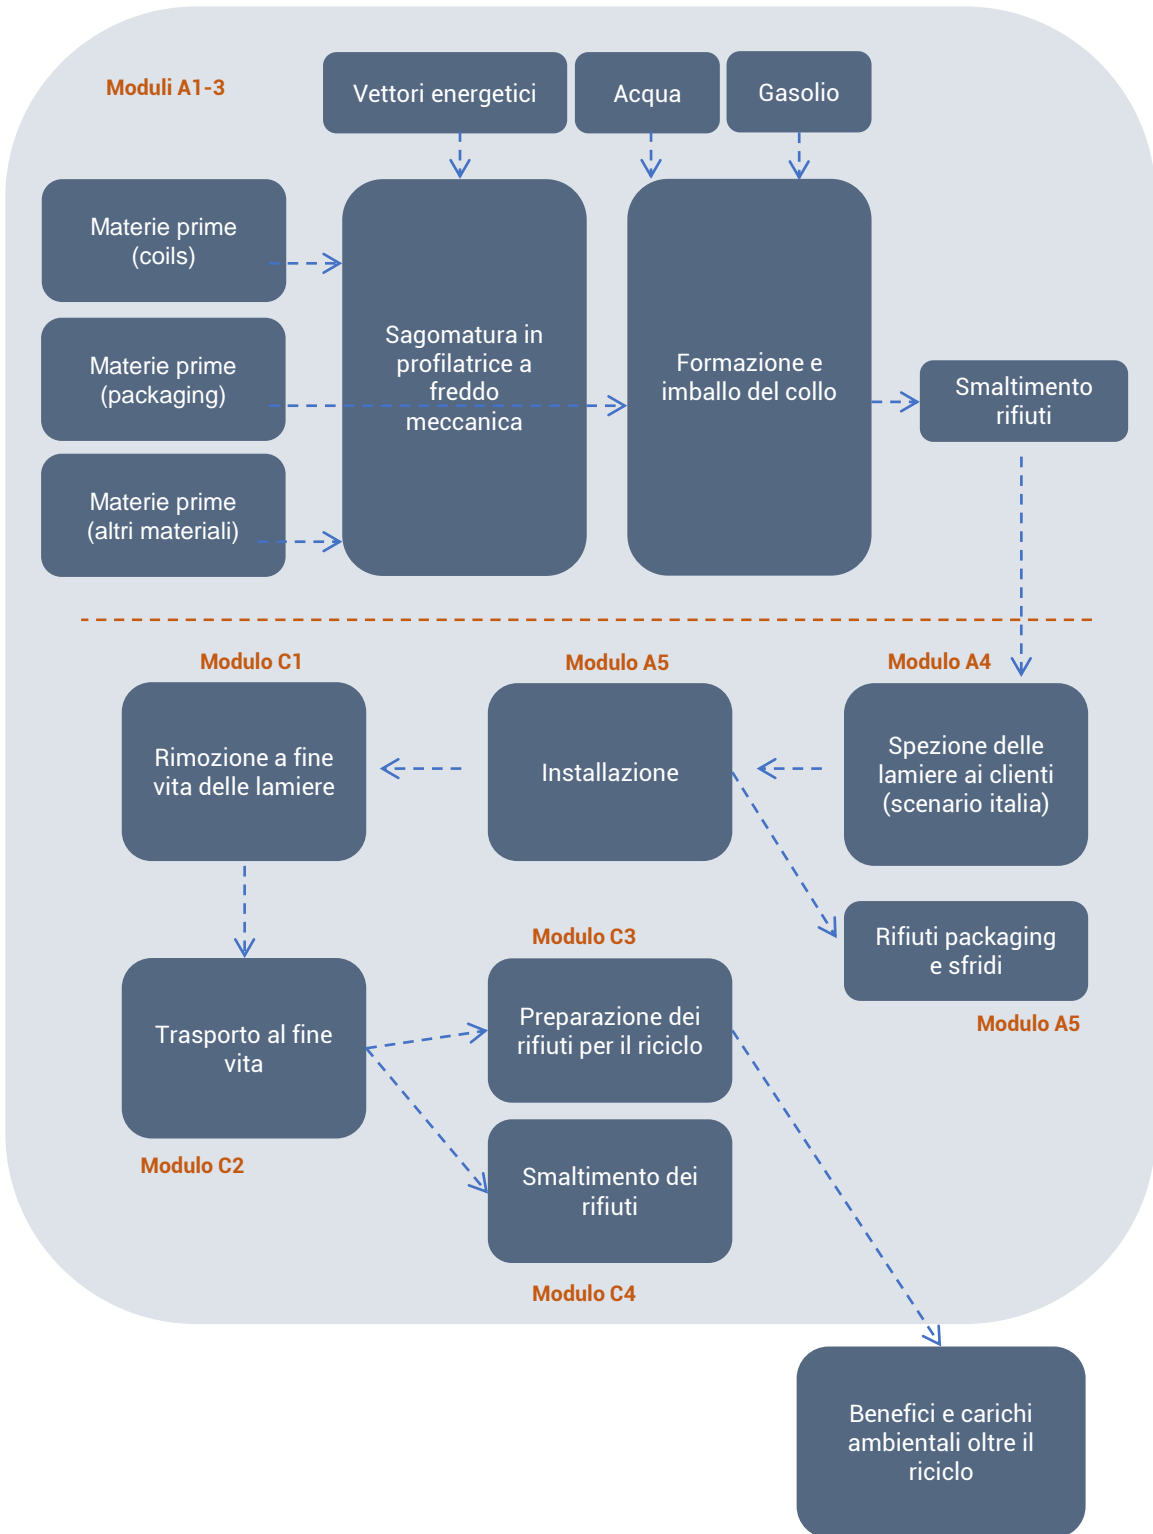 Moduli A1-3
Vettori energetici
Acqua
Gasolio
Materie prime
(coils)
Materie prime
(packaging)
Materie prime
(altri materiali)
Sagomatura in
profilatrice a
freddo
meccanica
Formazione e
imballo del collo
Smaltimento
rifiuti
Modulo C1
Modulo A5
Modulo A4
Rimozione a fine
vita delle lamiere
Installazione
Spezione delle
lamiere ai clienti
(scenario italia)
Rifiuti packaging
e sfridi
Modulo A5
Modulo C3
Trasporto al fine
vita
Preparazione dei
rifiuti per il riciclo
Modulo C2
Smaltimento dei
rifiuti
Modulo C4
Benefici e carichi
ambientali oltre il
riciclo